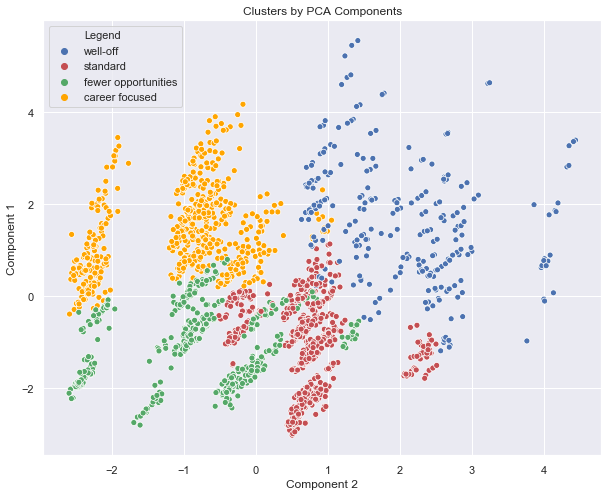 Clusters by PCA Components
Legend
well-off
standard
fewer opportunities
career focused
Component 1
4
2
0
−2
−2
−1
0
1
2
3
4
Component 2